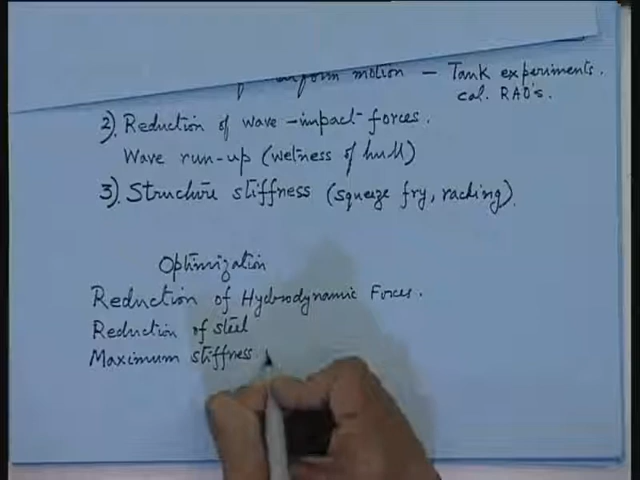 motion – Tank experiments.
cal. RAO's.
2). Reduction of wave-impact forces.
Wave run-up (wetness of hull)
3). Structure stiffness (squeeze fry, racking).
Optimization
Reduction of Hydrodynamic Forces.
Reduction of steel
Maximum stiffness